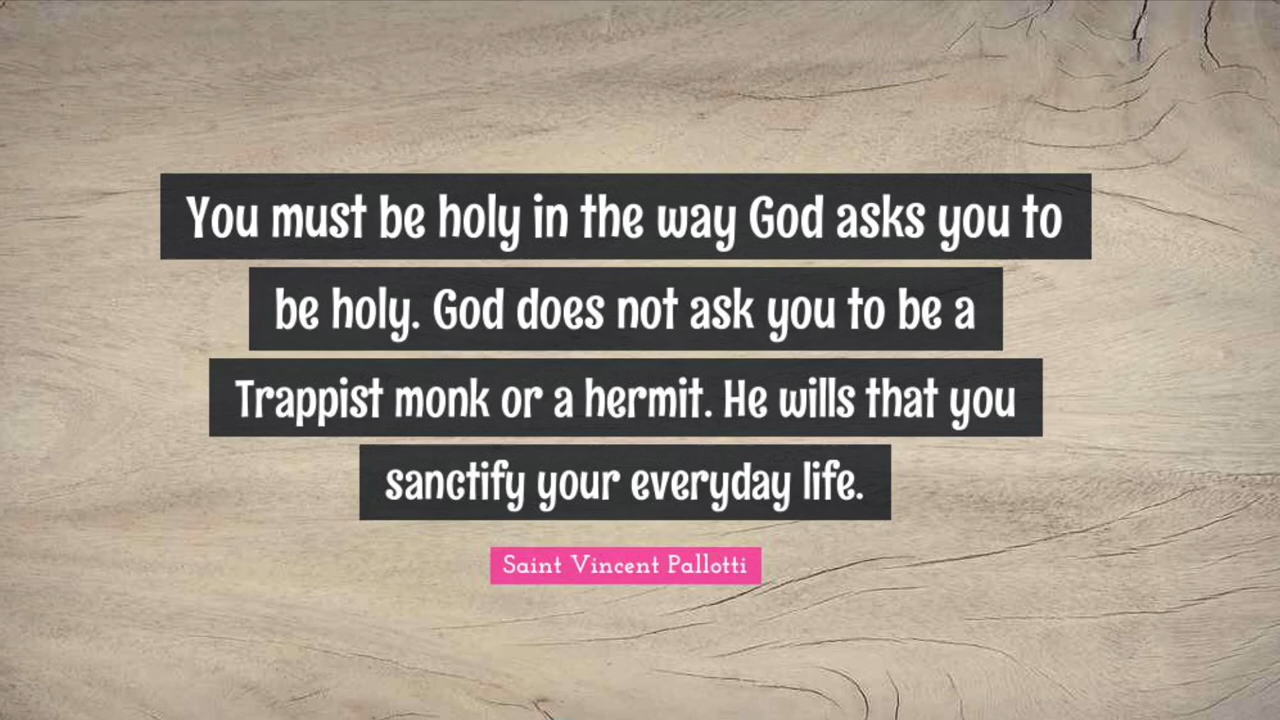 You must be holy in the way God asks you to
be holy. God does not ask you to be a
Trappist monk or a hermit. He wills that you
sanctify your everyday life.
Saint Vincent Pallotti